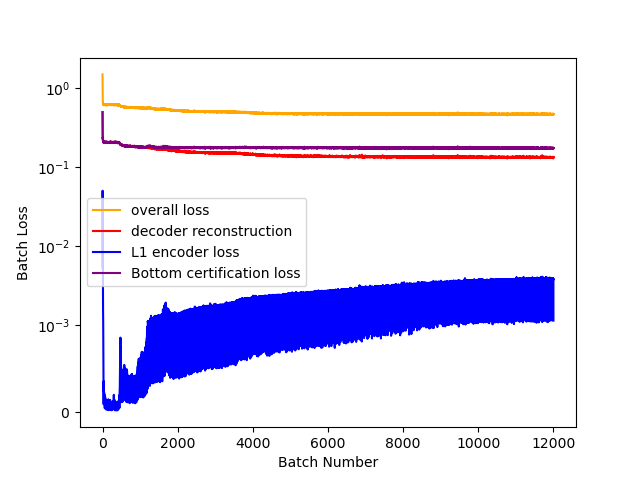 10⁰
10⁻¹
10⁻²
10⁻³
0
Batch Loss
overall loss
decoder reconstruction
L1 encoder loss
Bottom certification loss
0 2000 4000 6000 8000 10000 12000
Batch Number